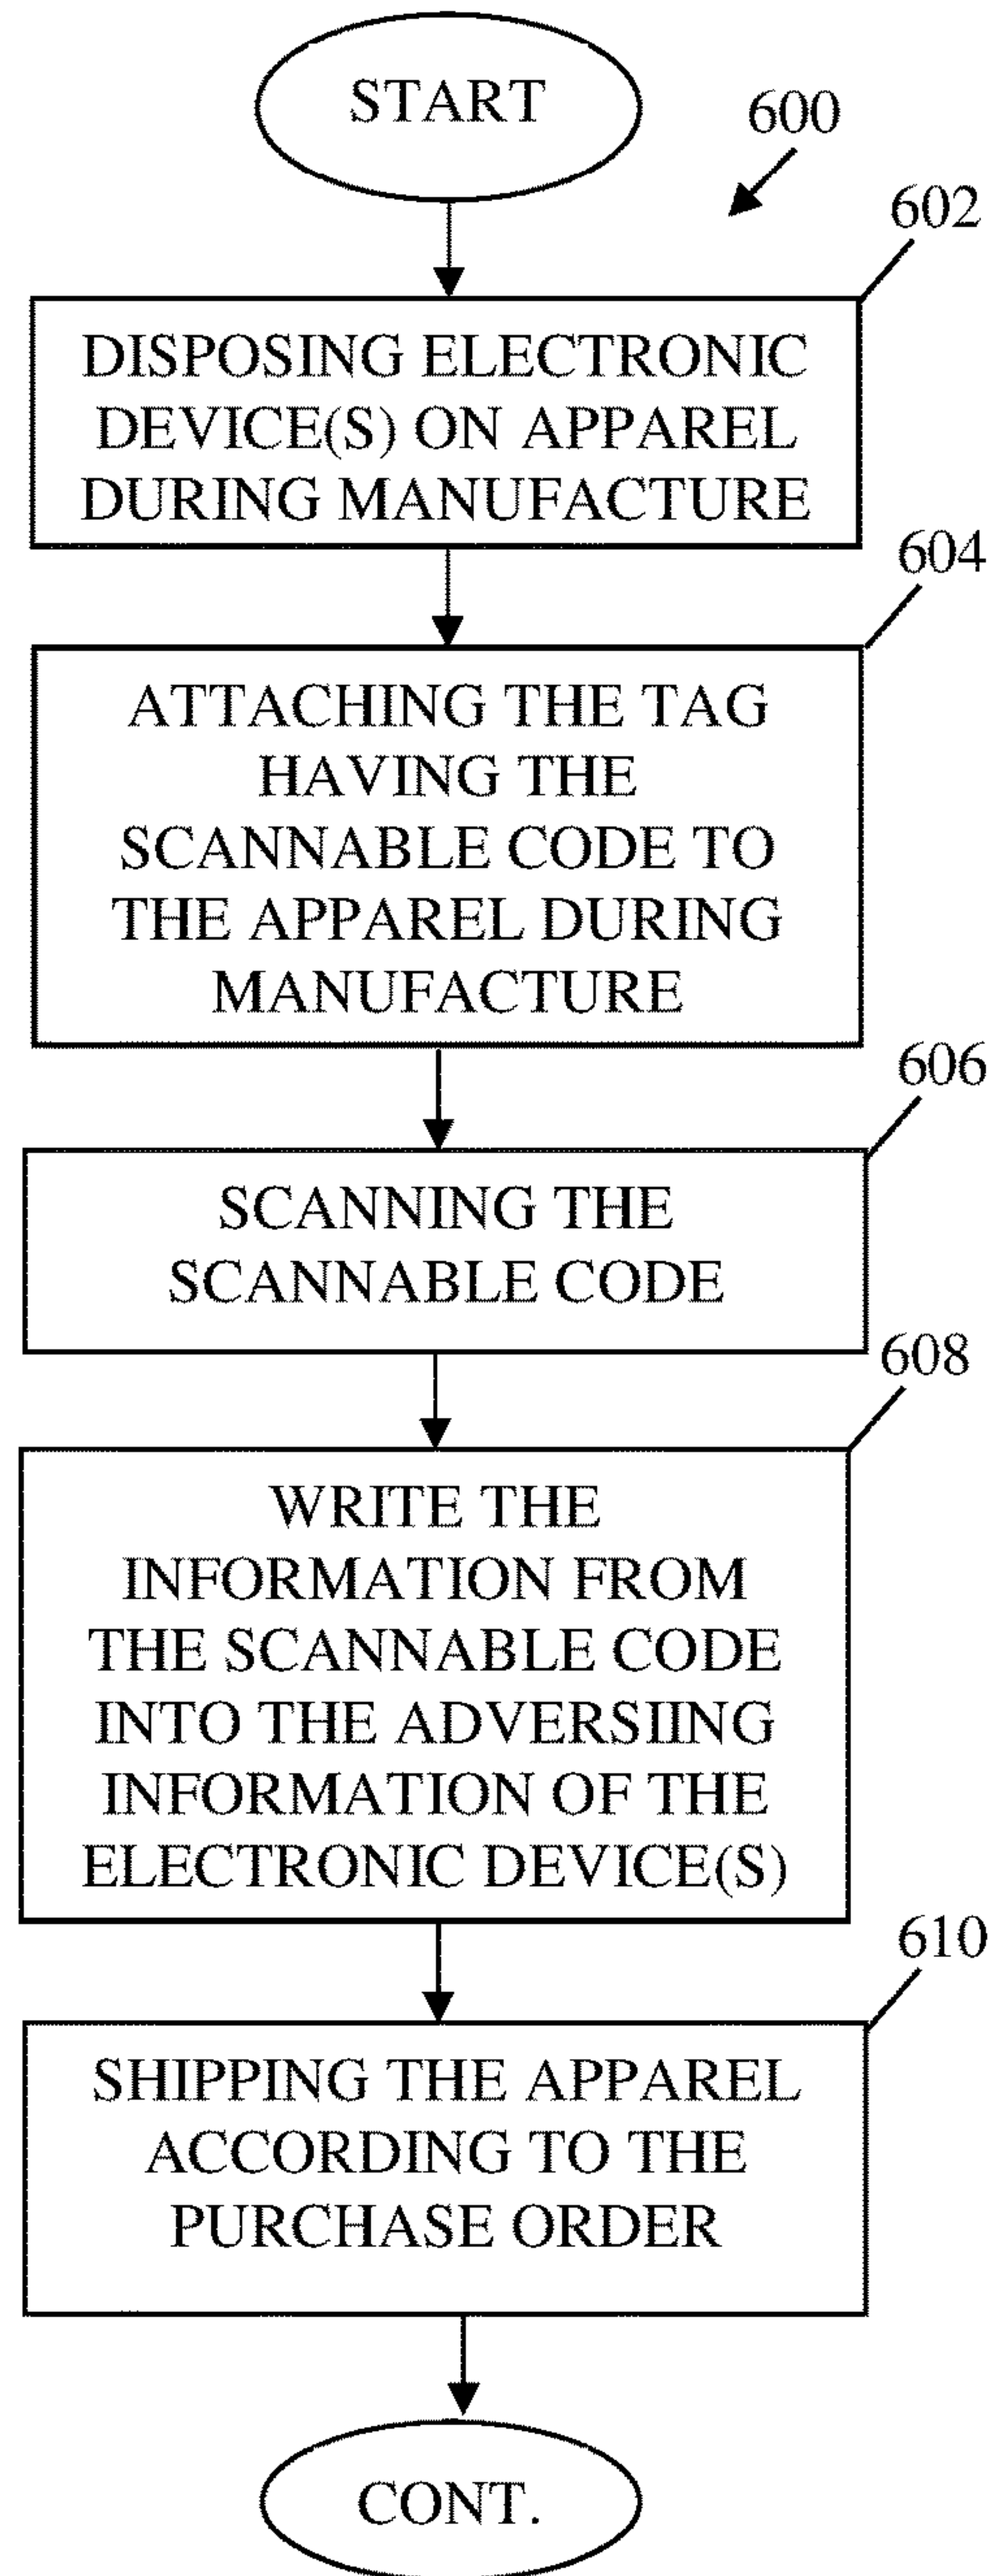 START
600
602
DISPOSING ELECTRONIC
DEVICE(S) ON APPAREL
DURING MANUFACTURE
604
ATTACHING THE TAG
HAVING THE
SCANNABLE CODE TO
THE APPAREL DURING
MANUFACTURE
606
SCANNING THE
SCANNABLE CODE
608
WRITE THE
INFORMATION FROM
THE SCANNABLE CODE
INTO THE ADVERSIING
INFORMATION OF THE
ELECTRONIC DEVICE(S)
610
SHIPPING THE APPAREL
ACCORDING TO THE
PURCHASE ORDER
CONT.